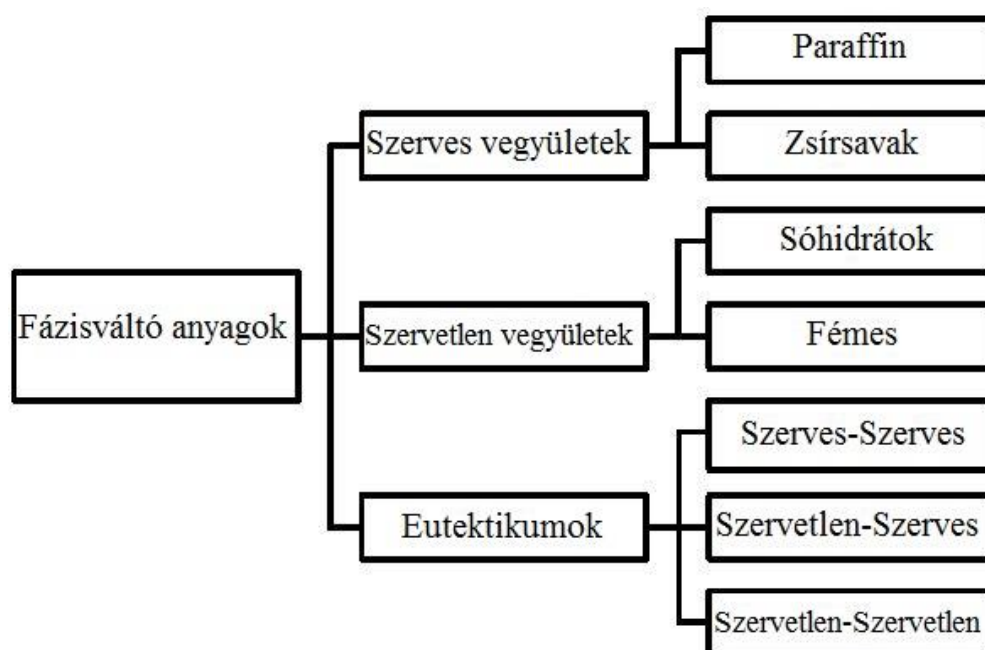 Fázisváltó anyagok
Szerves vegyületek
Paraffin
Zsírsavak
Szervetlen vegyületek
Sóhidrátok
Fémes
Eutektikumok
Szerves-Szerves
Szervetlen-Szerves
Szervetlen-Szervetlen